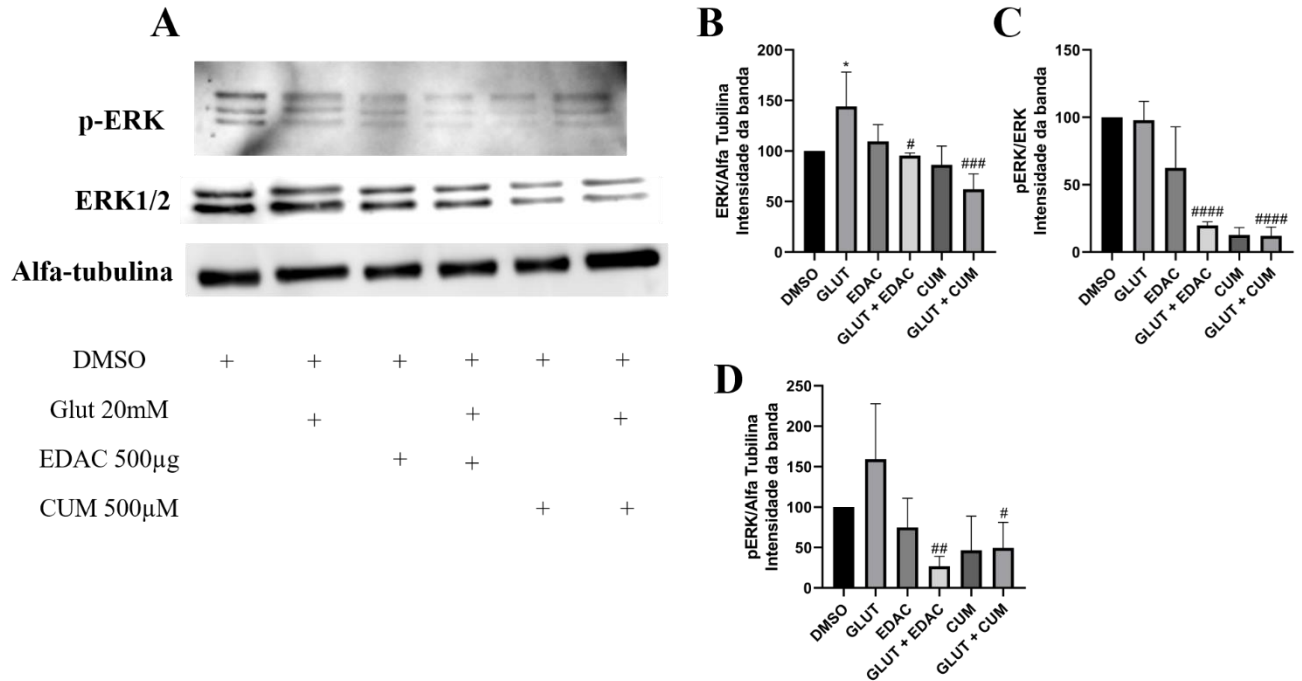 A
p-ERK
ERK1/2
Alfa-tubulina
DMSO + + + + + +
Glut 20mM + + +
EDAC 500µg + +
CUM 500µM + +
B
ERK/Alfa Tubilina
Intensidade da banda
200
150
100
50
0
*
#
###
DMSO
GLUT
EDAC
GLUT + EDAC
CUM
GLUT + CUM
C
pERK/ERK
Intensidade da banda
150
100
50
0
####
####
DMSO
GLUT
EDAC
GLUT + EDAC
CUM
GLUT + CUM
D
pERK/Alfa Tubilina
Intensidade da banda
250
200
150
100
50
0
##
#
DMSO
GLUT
EDAC
GLUT + EDAC
CUM
GLUT + CUM